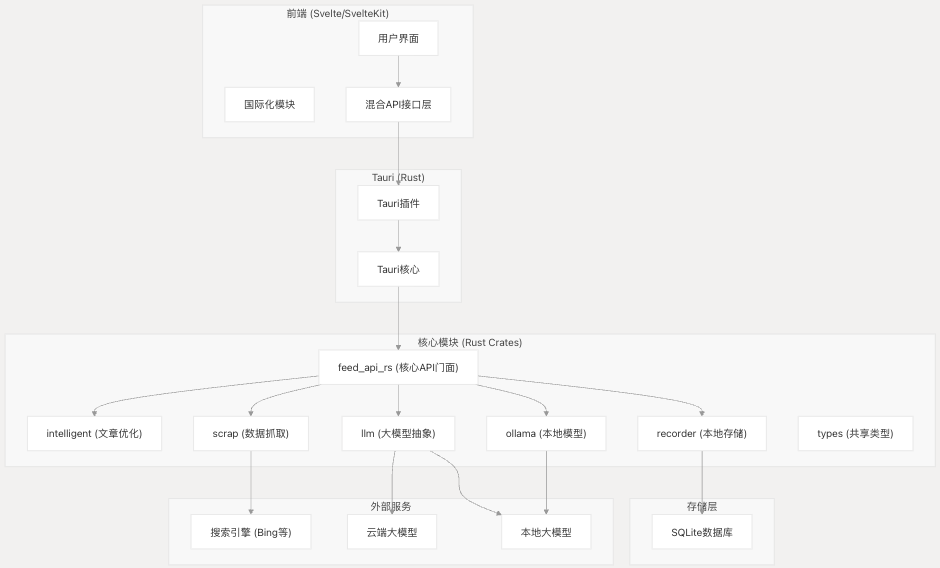 前端 (Svelte/SvelteKit)
用户界面
国际化模块
混合API接口层
Tauri (Rust)
Tauri插件
Tauri核心
核心模块 (Rust Crates)
feed_api_rs (核心API门面)
intelligent (文章优化)
scrap (数据抓取)
llm (大模型抽象)
ollama (本地模型)
recorder (本地存储)
types (共享类型)
外部服务
存储层
搜索引擎 (Bing等)
云端大模型
本地大模型
SQLite数据库